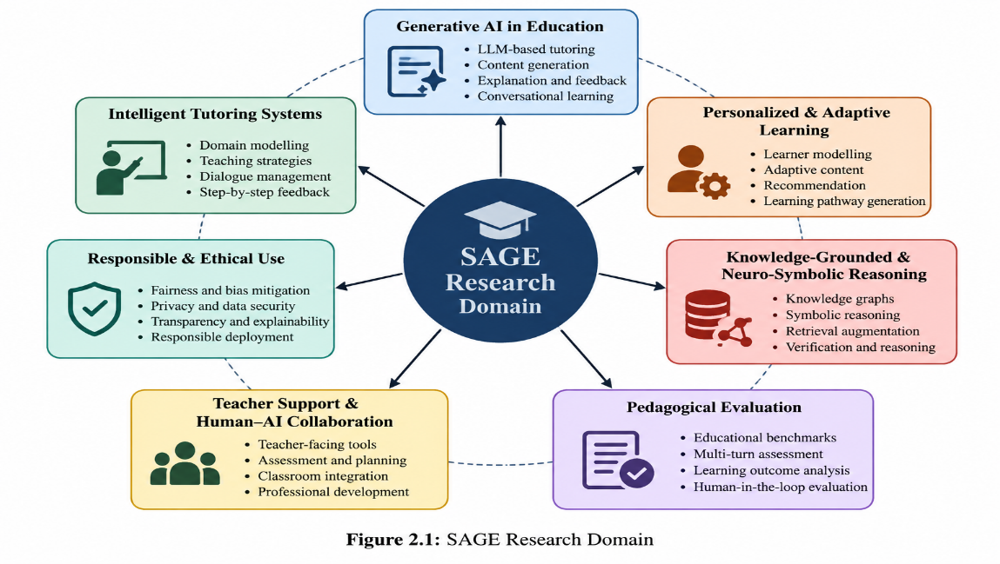 Generative AI in Education
• LLM-based tutoring
• Content generation
• Explanation and feedback
• Conversational learning
Intelligent Tutoring Systems
• Domain modelling
• Teaching strategies
• Dialogue management
• Step-by-step feedback
Personalized & Adaptive
Learning
• Learner modelling
• Adaptive content
• Recommendation
• Learning pathway generation
SAGE
Research
Domain
Responsible & Ethical Use
• Fairness and bias mitigation
• Privacy and data security
• Transparency and explainability
• Responsible deployment
Knowledge-Grounded &
Neuro-Symbolic Reasoning
• Knowledge graphs
• Symbolic reasoning
• Retrieval augmentation
• Verification and reasoning
Teacher Support &
Human–AI Collaboration
• Teacher-facing tools
• Assessment and planning
• Classroom integration
• Professional development
Pedagogical Evaluation
• Educational benchmarks
• Multi-turn assessment
• Learning outcome analysis
• Human-in-the-loop evaluation
Figure 2.1: SAGE Research Domain